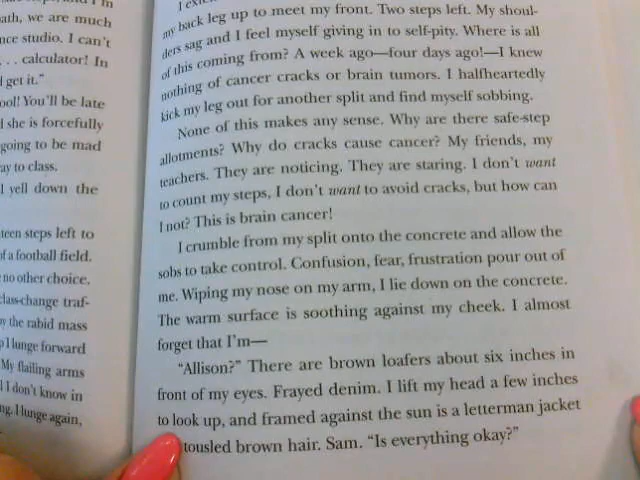 ath, we are much
nce studio. I can't
. . . calculator! In
I get it."
ool! You'll be late
I she is forcefully
going to be mad
ay to class.
I yell down the
teen steps left to
of a football field.
no other choice.
class-change traf-
y the rabid mass
I lunge forward
My flailing arms
I don't know in
ng. I lunge again,
my back leg up to meet my front. Two steps left. My shoul-
ders sag and I feel myself giving in to self-pity. Where is all
of this coming from? A week ago—four days ago!—I knew
nothing of cancer cracks or brain tumors. I halfheartedly
kick my leg out for another split and find myself sobbing.
None of this makes any sense. Why are there safe-step
allotments? Why do cracks cause cancer? My friends, my
teachers. They are noticing. They are staring. I don't want
to count my steps, I don't want to avoid cracks, but how can
I not? This is brain cancer!
I crumble from my split onto the concrete and allow the
sobs to take control. Confusion, fear, frustration pour out of
me. Wiping my nose on my arm, I lie down on the concrete.
The warm surface is soothing against my cheek. I almost
forget that I'm—
"Allison?" There are brown loafers about six inches in
front of my eyes. Frayed denim. I lift my head a few inches
to look up, and framed against the sun is a letterman jacket
tousled brown hair. Sam. "Is everything okay?"